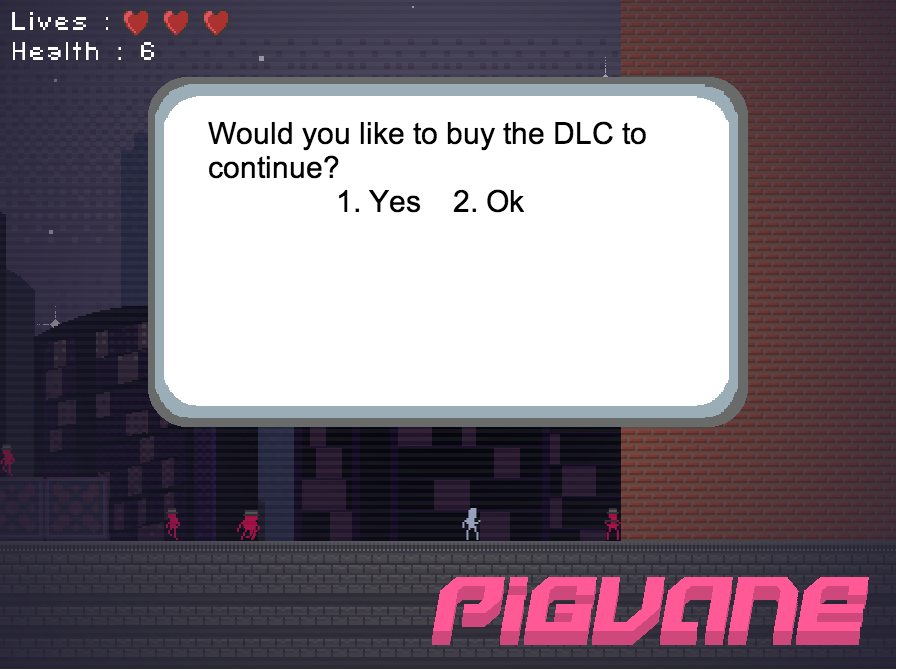 Lives :
Health : 6
Would you like to buy the DLC to
continue?
1. Yes 2. Ok
PIGVANE